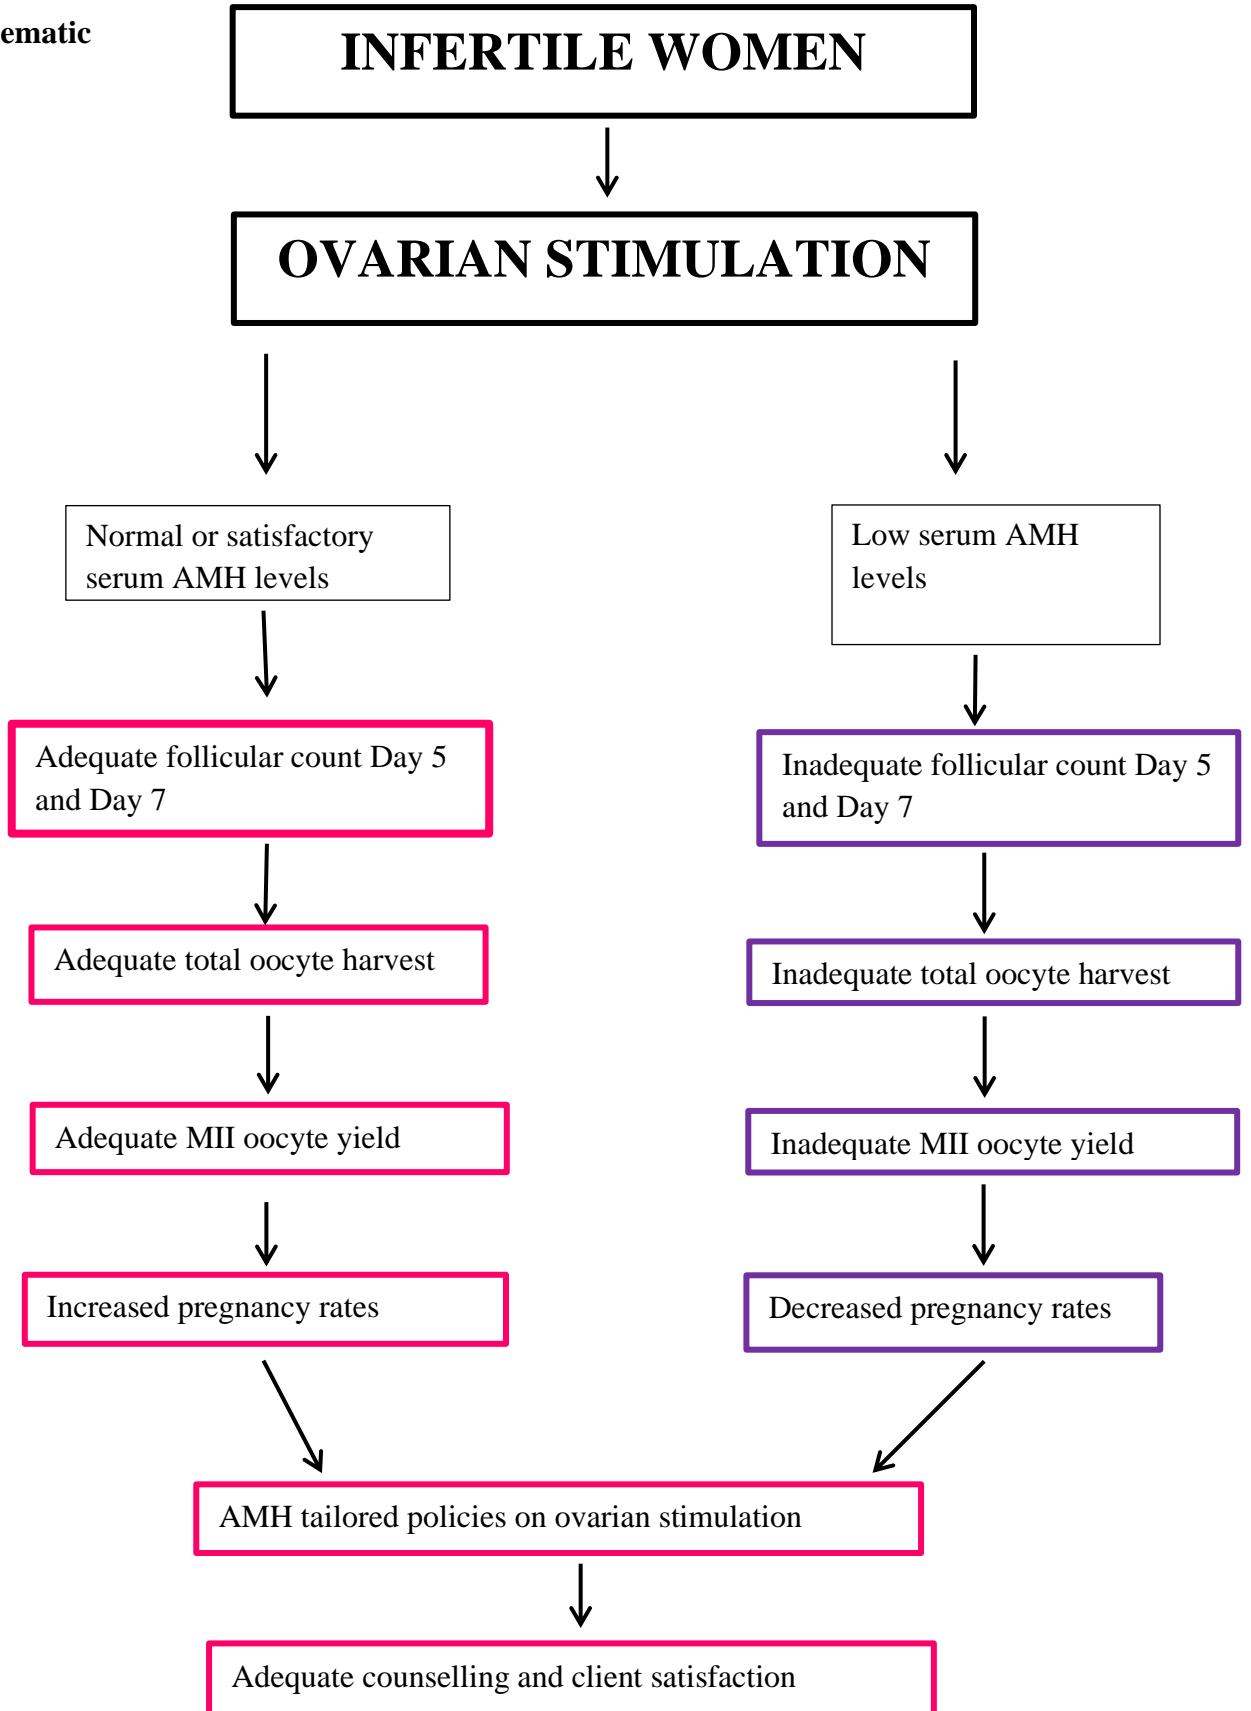 ematic
INFERTILE WOMEN
OVARIAN STIMULATION
Normal or satisfactory
serum AMH levels
Low serum AMH
levels
Adequate follicular count Day 5
and Day 7
Inadequate follicular count Day 5
and Day 7
Adequate total oocyte harvest
Inadequate total oocyte harvest
Adequate MII oocyte yield
Inadequate MII oocyte yield
Increased pregnancy rates
Decreased pregnancy rates
AMH tailored policies on ovarian stimulation
Adequate counselling and client satisfaction